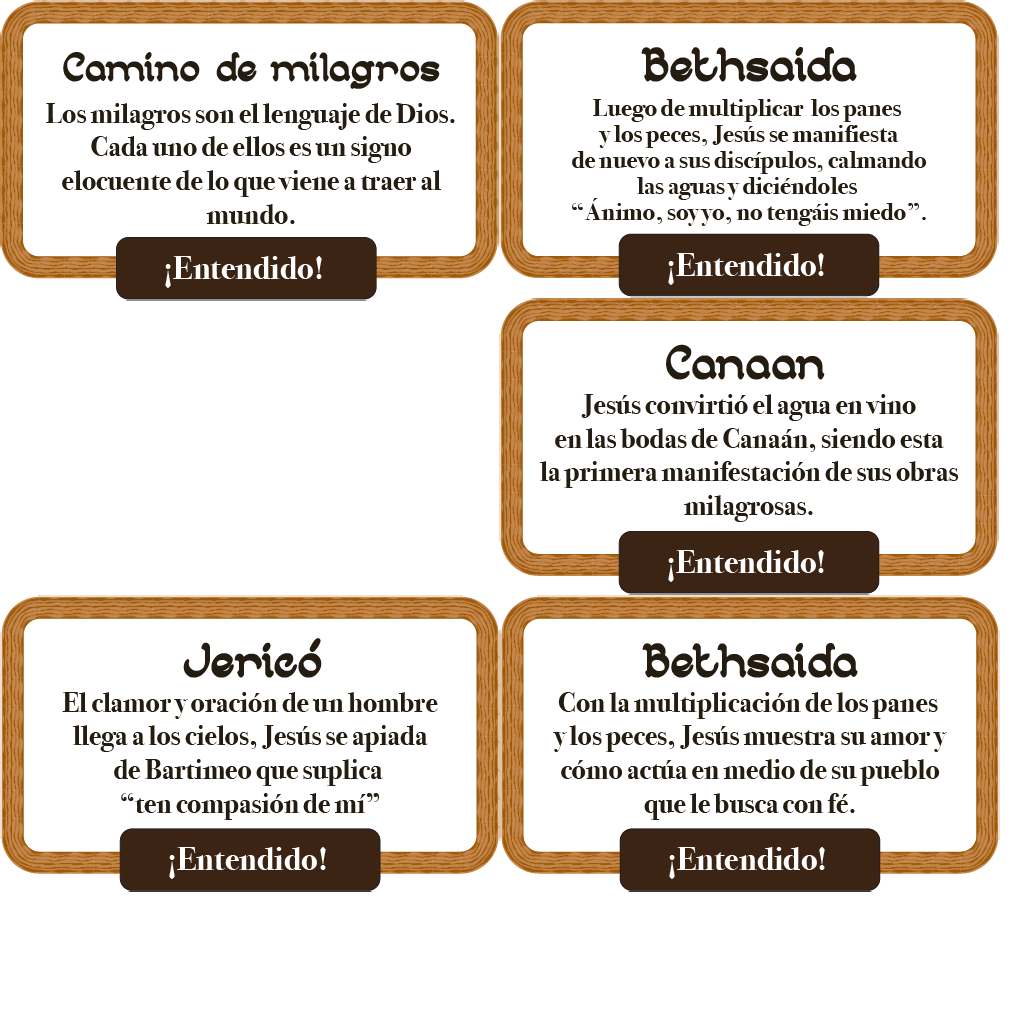 Camino de milagros
Los milagros son el lenguaje de Dios.
Cada uno de ellos es un signo
elocuente de lo que viene a traer al
mundo.
¡Entendido!
Bethsaida
Luego de multiplicar los panes
y los peces, Jesús se manifiesta
de nuevo a sus discípulos, calmando
las aguas y diciéndoles
“Ánimo, soy yo, no tengáis miedo”.
¡Entendido!
Canaan
Jesús convirtió el agua en vino
en las bodas de Canaán, siendo esta
la primera manifestación de sus obras
milagrosas.
¡Entendido!
Jericó
El clamor y oración de un hombre
llega a los cielos, Jesús se apiada
de Bartimeo que suplica
“ten compasión de mí”
¡Entendido!
Bethsaida
Con la multiplicación de los panes
y los peces, Jesús muestra su amor y
cómo actúa en medio de su pueblo
que le busca con fé.
¡Entendido!